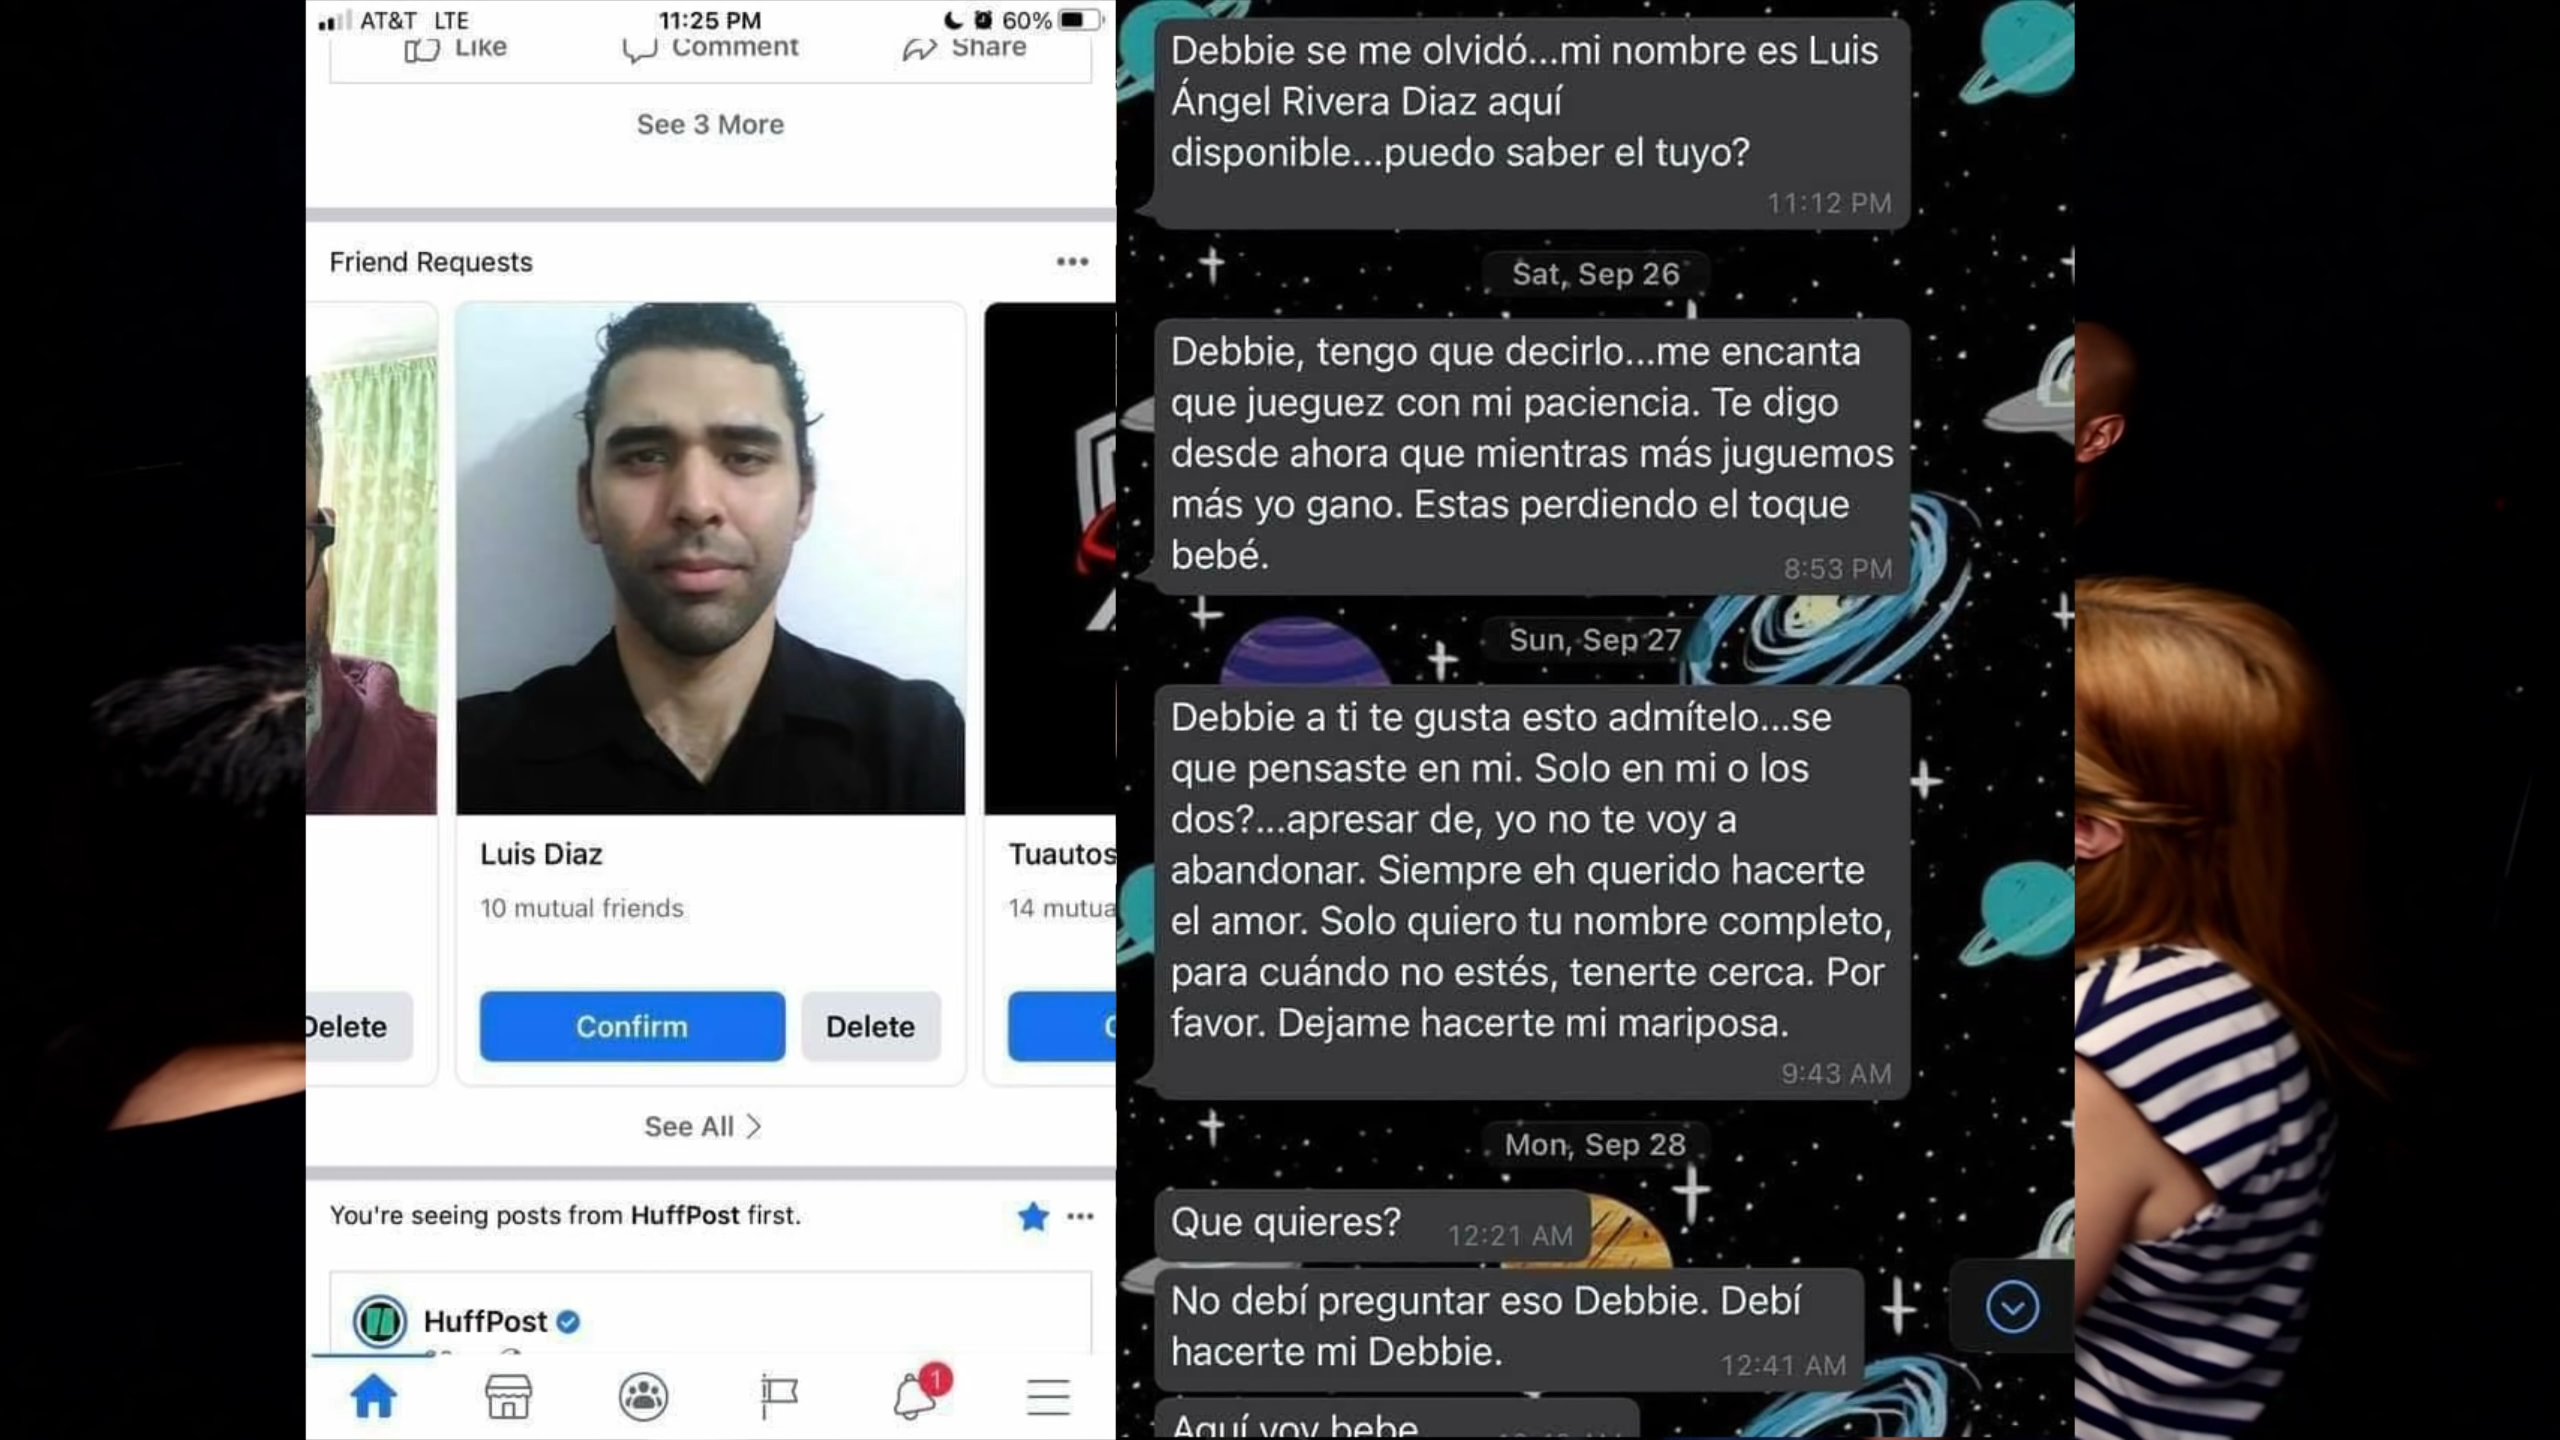 AT&T LTE
11:25 PM
60%
Like
Comment
Share
See 3 More
Friend Requests
Luis Diaz
10 mutual friends
Confirm
Delete
Delete
Tuautos
14 mutua
See All
You're seeing posts from HuffPost first.
HuffPost
1
Debbie se me olvidó...mi nombre es Luis
Ángel Rivera Diaz aquí
disponible...puedo saber el tuyo?
11:12 PM
Sat, Sep 26
Debbie, tengo que decirlo...me encanta
que jueguez con mi paciencia. Te digo
desde ahora que mientras más juguemos
más yo gano. Estas perdiendo el toque
bebé.
8:53 PM
Sun, Sep 27
Debbie a ti te gusta esto admítelo...se
que pensaste en mi. Solo en mi o los
dos?...apresar de, yo no te voy a
abandonar. Siempre eh querido hacerte
el amor. Solo quiero tu nombre completo,
para cuándo no estés, tenerte cerca. Por
favor. Dejame hacerte mi mariposa.
9:43 AM
Mon, Sep 28
Que quieres?
12:21 AM
No debí preguntar eso Debbie. Debí
hacerte mi Debbie.
12:41 AM
Aquí voy bebe